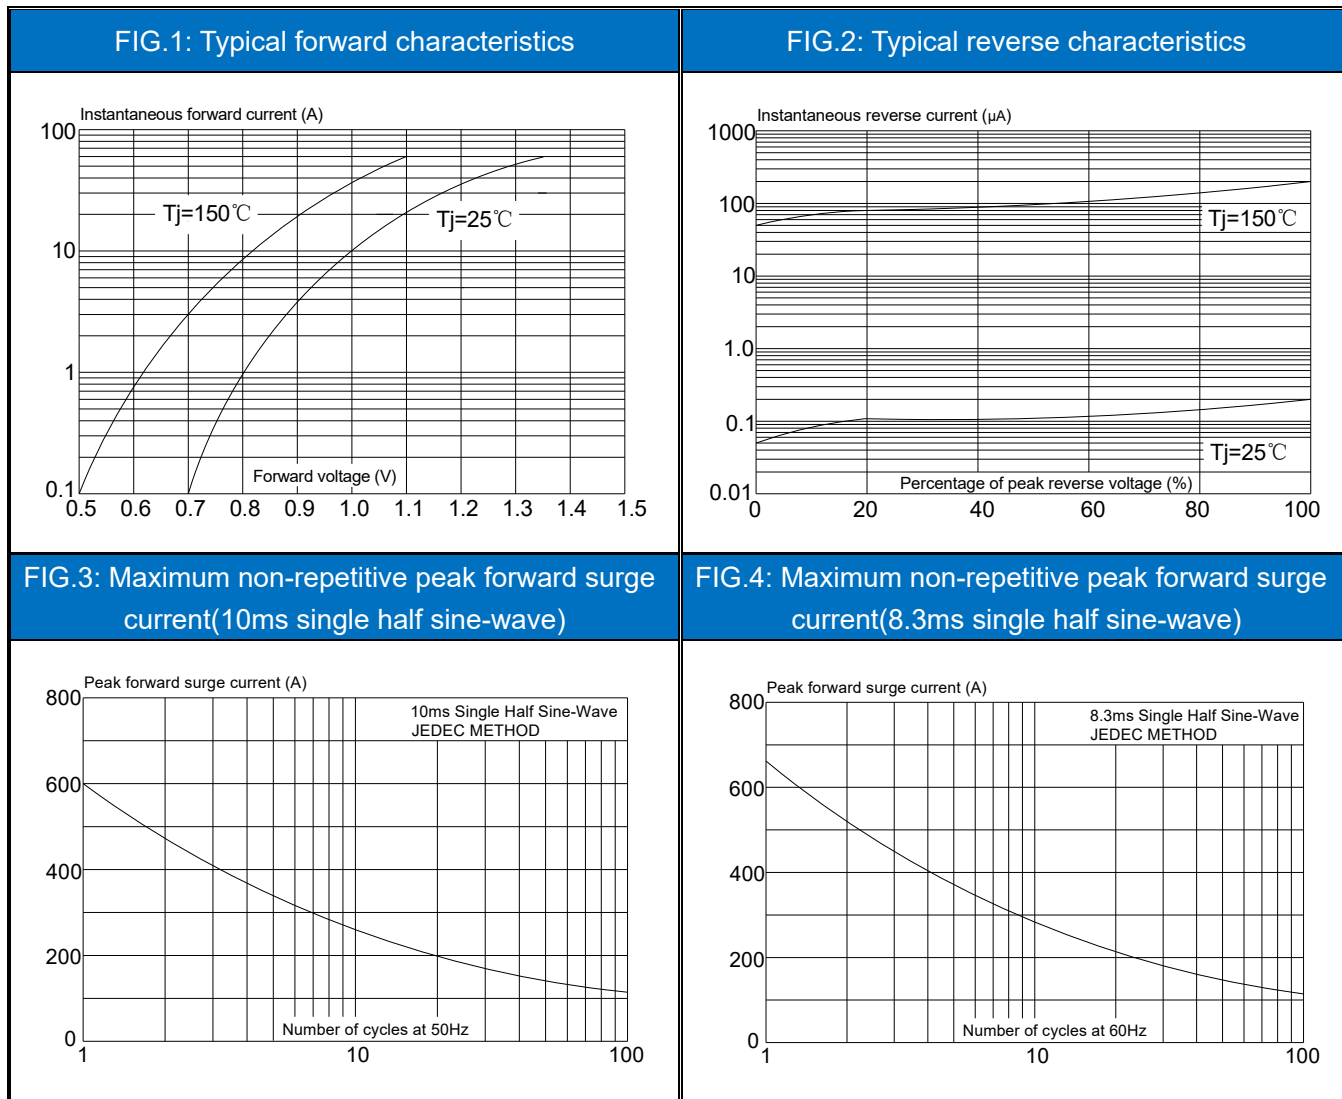 FIG.1: Typical forward characteristics
Instantaneous forward current (A)
100
10
1
0.1
Tj=150℃
Tj=25℃
Forward voltage (V)
0.5 0.6 0.7 0.8 0.9 1.0 1.1 1.2 1.3 1.4 1.5
FIG.2: Typical reverse characteristics
Instantaneous reverse current (μA)
1000
100
10
1.0
0.1
0.01
Tj=150℃
Tj=25℃
Percentage of peak reverse voltage (%)
0 20 40 60 80 100
FIG.3: Maximum non-repetitive peak forward surge
current(10ms single half sine-wave)
Peak forward surge current (A)
800
600
400
200
0
10ms Single Half Sine-Wave
JEDEC METHOD
Number of cycles at 50Hz
1 10 100
FIG.4: Maximum non-repetitive peak forward surge
current(8.3ms single half sine-wave)
Peak forward surge current (A)
800
600
400
200
0
8.3ms Single Half Sine-Wave
JEDEC METHOD
Number of cycles at 60Hz
1 10 100